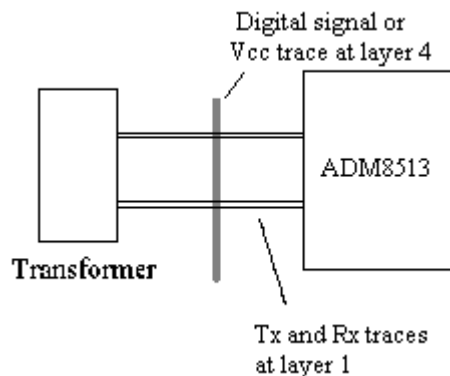 Digital signal or
Vcc trace at layer 4
ADM8513
Transformer
Tx and Rx traces
at layer 1